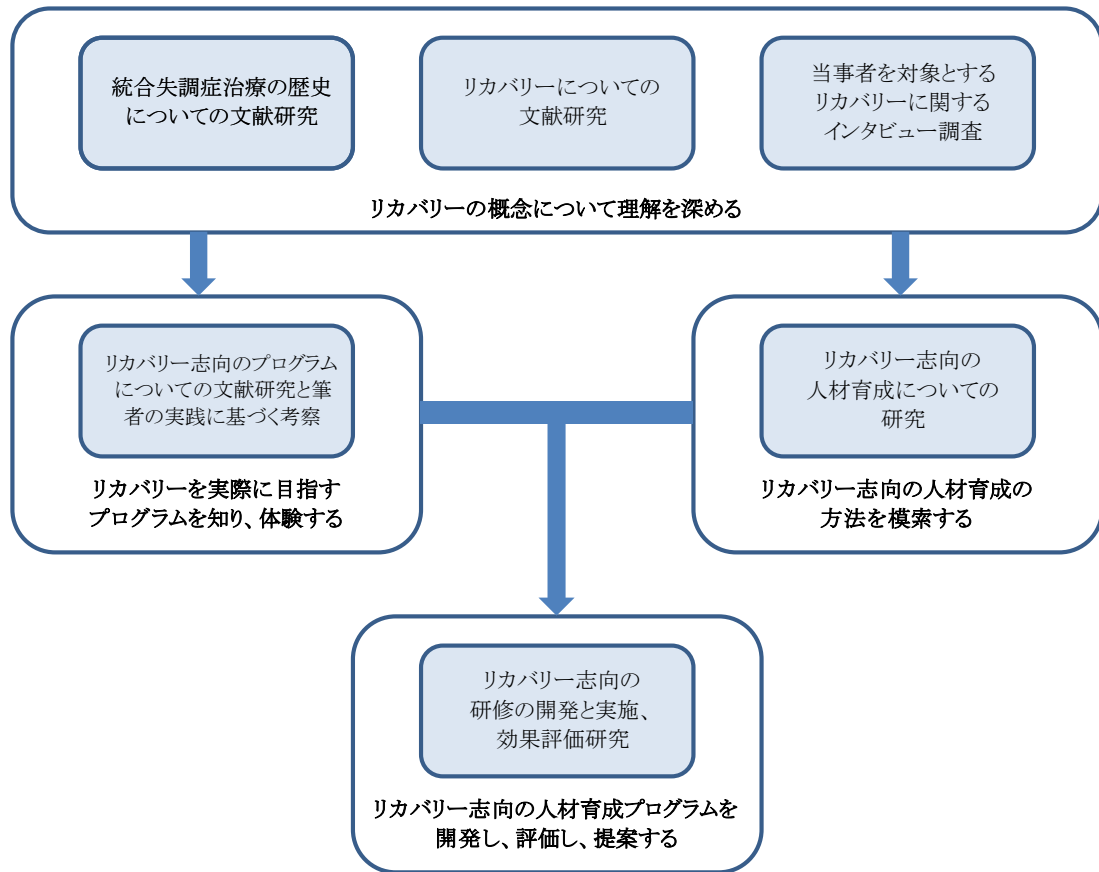 統合失調症治療の歴史
についての文献研究
リカバリーについての
文献研究
当事者を対象とする
リカバリーに関する
インタビュー調査
リカバリーの概念について理解を深める
リカバリー志向のプログラム
についての文献研究と筆
者の実践に基づく考察
リカバリーを実際に目指す
プログラムを知り、体験する
リカバリー志向の
人材育成についての
研究
リカバリー志向の人材育成の
方法を模索する
リカバリー志向の
研修の開発と実施、
効果評価研究
リカバリー志向の人材育成プログラムを
開発し、評価し、提案する